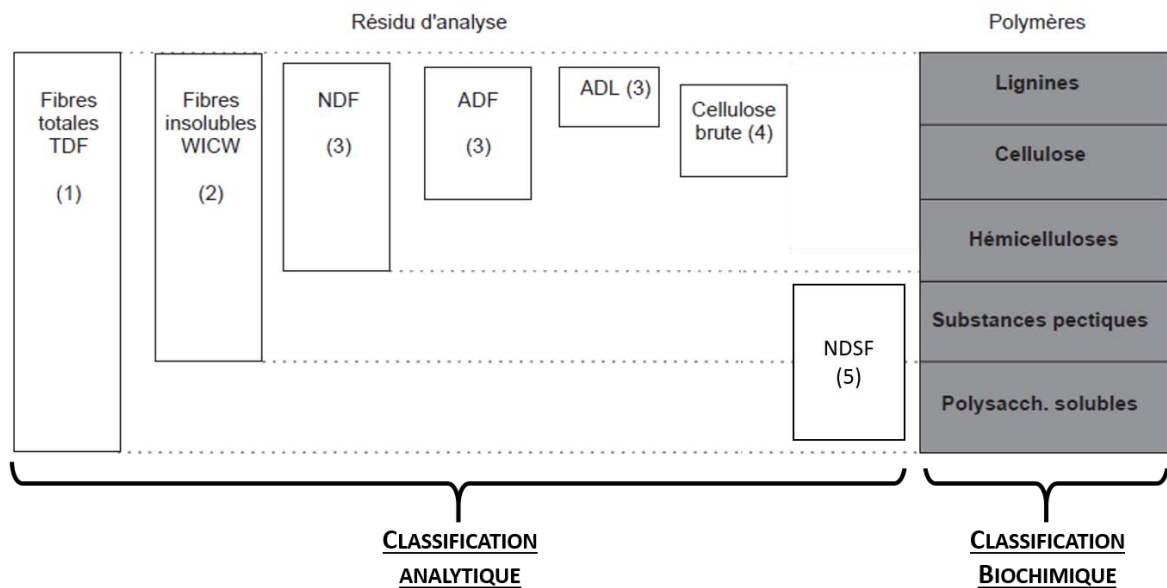 Résidu d'analyse
Polymères
Fibres
totales
TDF
(1)
Fibres
insolubles
WICW
(2)
NDF
(3)
ADF
(3)
ADL (3)
Cellulose
brute (4)
NDSF
(5)
Lignines
Cellulose
Hémicelluloses
Substances pectiques
Polysacch. solubles
CLASSIFICATION
ANALYTIQUE
CLASSIFICATION
BIOCHIMIQUE